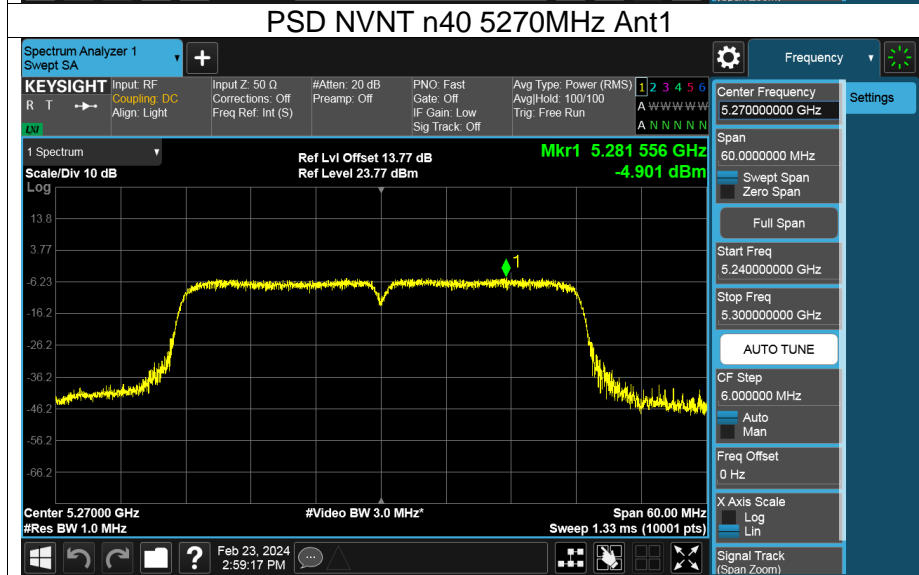 PSD NVNT n40 5270MHz Ant1
Spectrum Analyzer 1
Swept SA
+
Frequency
KEYSIGHT
R T
LXI
Input: RF
Coupling: DC
Align: Light
Input Z: 50 Ω
Corrections: Off
Freq Ref: Int (S)
#Atten: 20 dB
Preamp: Off
PNO: Fast
Gate: Off
IF Gain: Low
Sig Track: Off
Avg Type: Power (RMS)
Avg|Hold: 100/100
Trig: Free Run
1 2 3 4 5 6
A W W W W W
A N N N N N
Center Frequency
5.270000000 GHz
Settings
Span
60.0000000 MHz
Swept Span
Zero Span
Full Span
Start Freq
5.240000000 GHz
Stop Freq
5.300000000 GHz
AUTO TUNE
CF Step
6.000000 MHz
Auto
Man
Freq Offset
0 Hz
X Axis Scale
Log
Lin
Signal Track
(Span Zoom)
1 Spectrum
Scale/Div 10 dB
Log
Ref Lvl Offset 13.77 dB
Ref Level 23.77 dBm
Mkr1 5.281 556 GHz
-4.901 dBm
13.8
3.77
-6.23
-16.2
-26.2
-36.2
-46.2
-56.2
-66.2
1
Center 5.27000 GHz
#Res BW 1.0 MHz
#Video BW 3.0 MHz*
Span 60.00 MHz
Sweep 1.33 ms (10001 pts)
?
Feb 23, 2024
2:59:17 PM